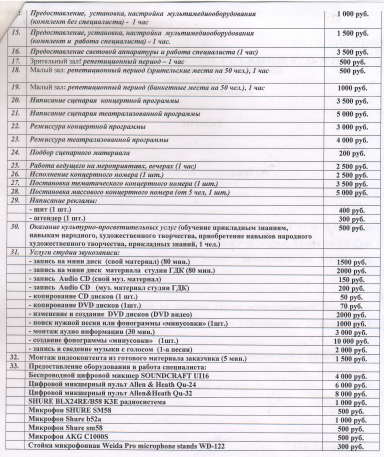 Предоставление, установка, настройка мультимедиооборудования 1 000 руб.
(комплект без специалиста) - 1 час
15. Предоставление, установка, настройка мультимедиооборудования 1 500 руб.
(комплект и работа специалиста) - 1 час.
16. Предоставление световой аппаратуры и работа специалиста (1 час) 3 500 руб.
17. Зрительный зал: репетиционный период – 1 час 500 руб.
18. Малый зал: репетиционный период (зрительские места на 50 чел.), 1 час 500 руб.
19. Малый зал: репетиционный период (банкетные места на 50 чел.), 1 час 1000 руб.
20. Написание сценария концертной программы 3 500 руб.
21. Написание сценария театрализованной программы 5 000 руб.
22. Режиссура концертной программы 3 000 руб.
23. Режиссура театрализованной программы 4 000 руб.
24. Подбор сценарного материала 200 руб.
25. Работа ведущего на мероприятиях, вечерах (1 час) 2 500 руб.
26. Исполнение концертного номера (1 шт.) 2 500 руб.
27. Постановка тематического концертного номера (1 шт.) 3 500 руб.
28. Постановка массового концертного номера (от 5 чел, 1 шт.) 5 000 руб.
29. Написание рекламы:
- щит (1 шт.) 400 руб.
- штендер (1 шт.) 300 руб.
30. Оказание культурно-просветительных услуг (обучение прикладным знаниям, 500 руб.
навыкам народного, художественного творчества, приобретение навыков народного
художественного творчества, прикладных знаний, 1 чел.)
31. Услуги студии звукозаписи:
- запись на мини диск (свой материал) (80 мин.) 1500 руб.
- запись на мини диск материала студии ГДК (80 мин.) 2000 руб.
- запись Audio CD (свой муз. материал) 150 руб.
- запись Audio CD (муз. материал студии ГДК) 200 руб.
- копирование CD дисков (1 шт.) 50 руб.
- копирование DVD дисков (1шт.) 70 руб.
- изменение и создание DVD дисков (DVD видео) 2000 руб.
- поиск нужной песни или фонограммы «минусовки» (1шт.) 1000 руб.
- монтаж аудио информации (30 мин.) 3 000 руб.
- создание фонограммы «минусовки» (1шт.) 10 000 руб.
- запись и сведение музыки с голосом (1-а песня) 2 000 руб.
32. Монтаж видеоконтента из готового материала заказчика (5 мин.) 1 500 руб.
33. Предоставление оборудования и работа специалиста:
Беспроводной цифровой микшер SOUNDCRAFT UI16 4 000 руб.
Цифровой микшерный пульт Allen & Heath Qu-24 6 000 руб.
Цифровой микшерный пульт Allen&Heath Qu-32 8 000 руб.
SHURE BLX24RE/B58 K3E радиосистема 1 000 руб.
Микрофон SHURE SM58 500 руб.
Микрофон Shure b52a 1 000 руб.
Микрофон Shure sm58 500 руб.
Микрофон AKG C1000S 500 руб.
Стойка микрофонная Weida Pro microphone stands WD-122 300 руб.